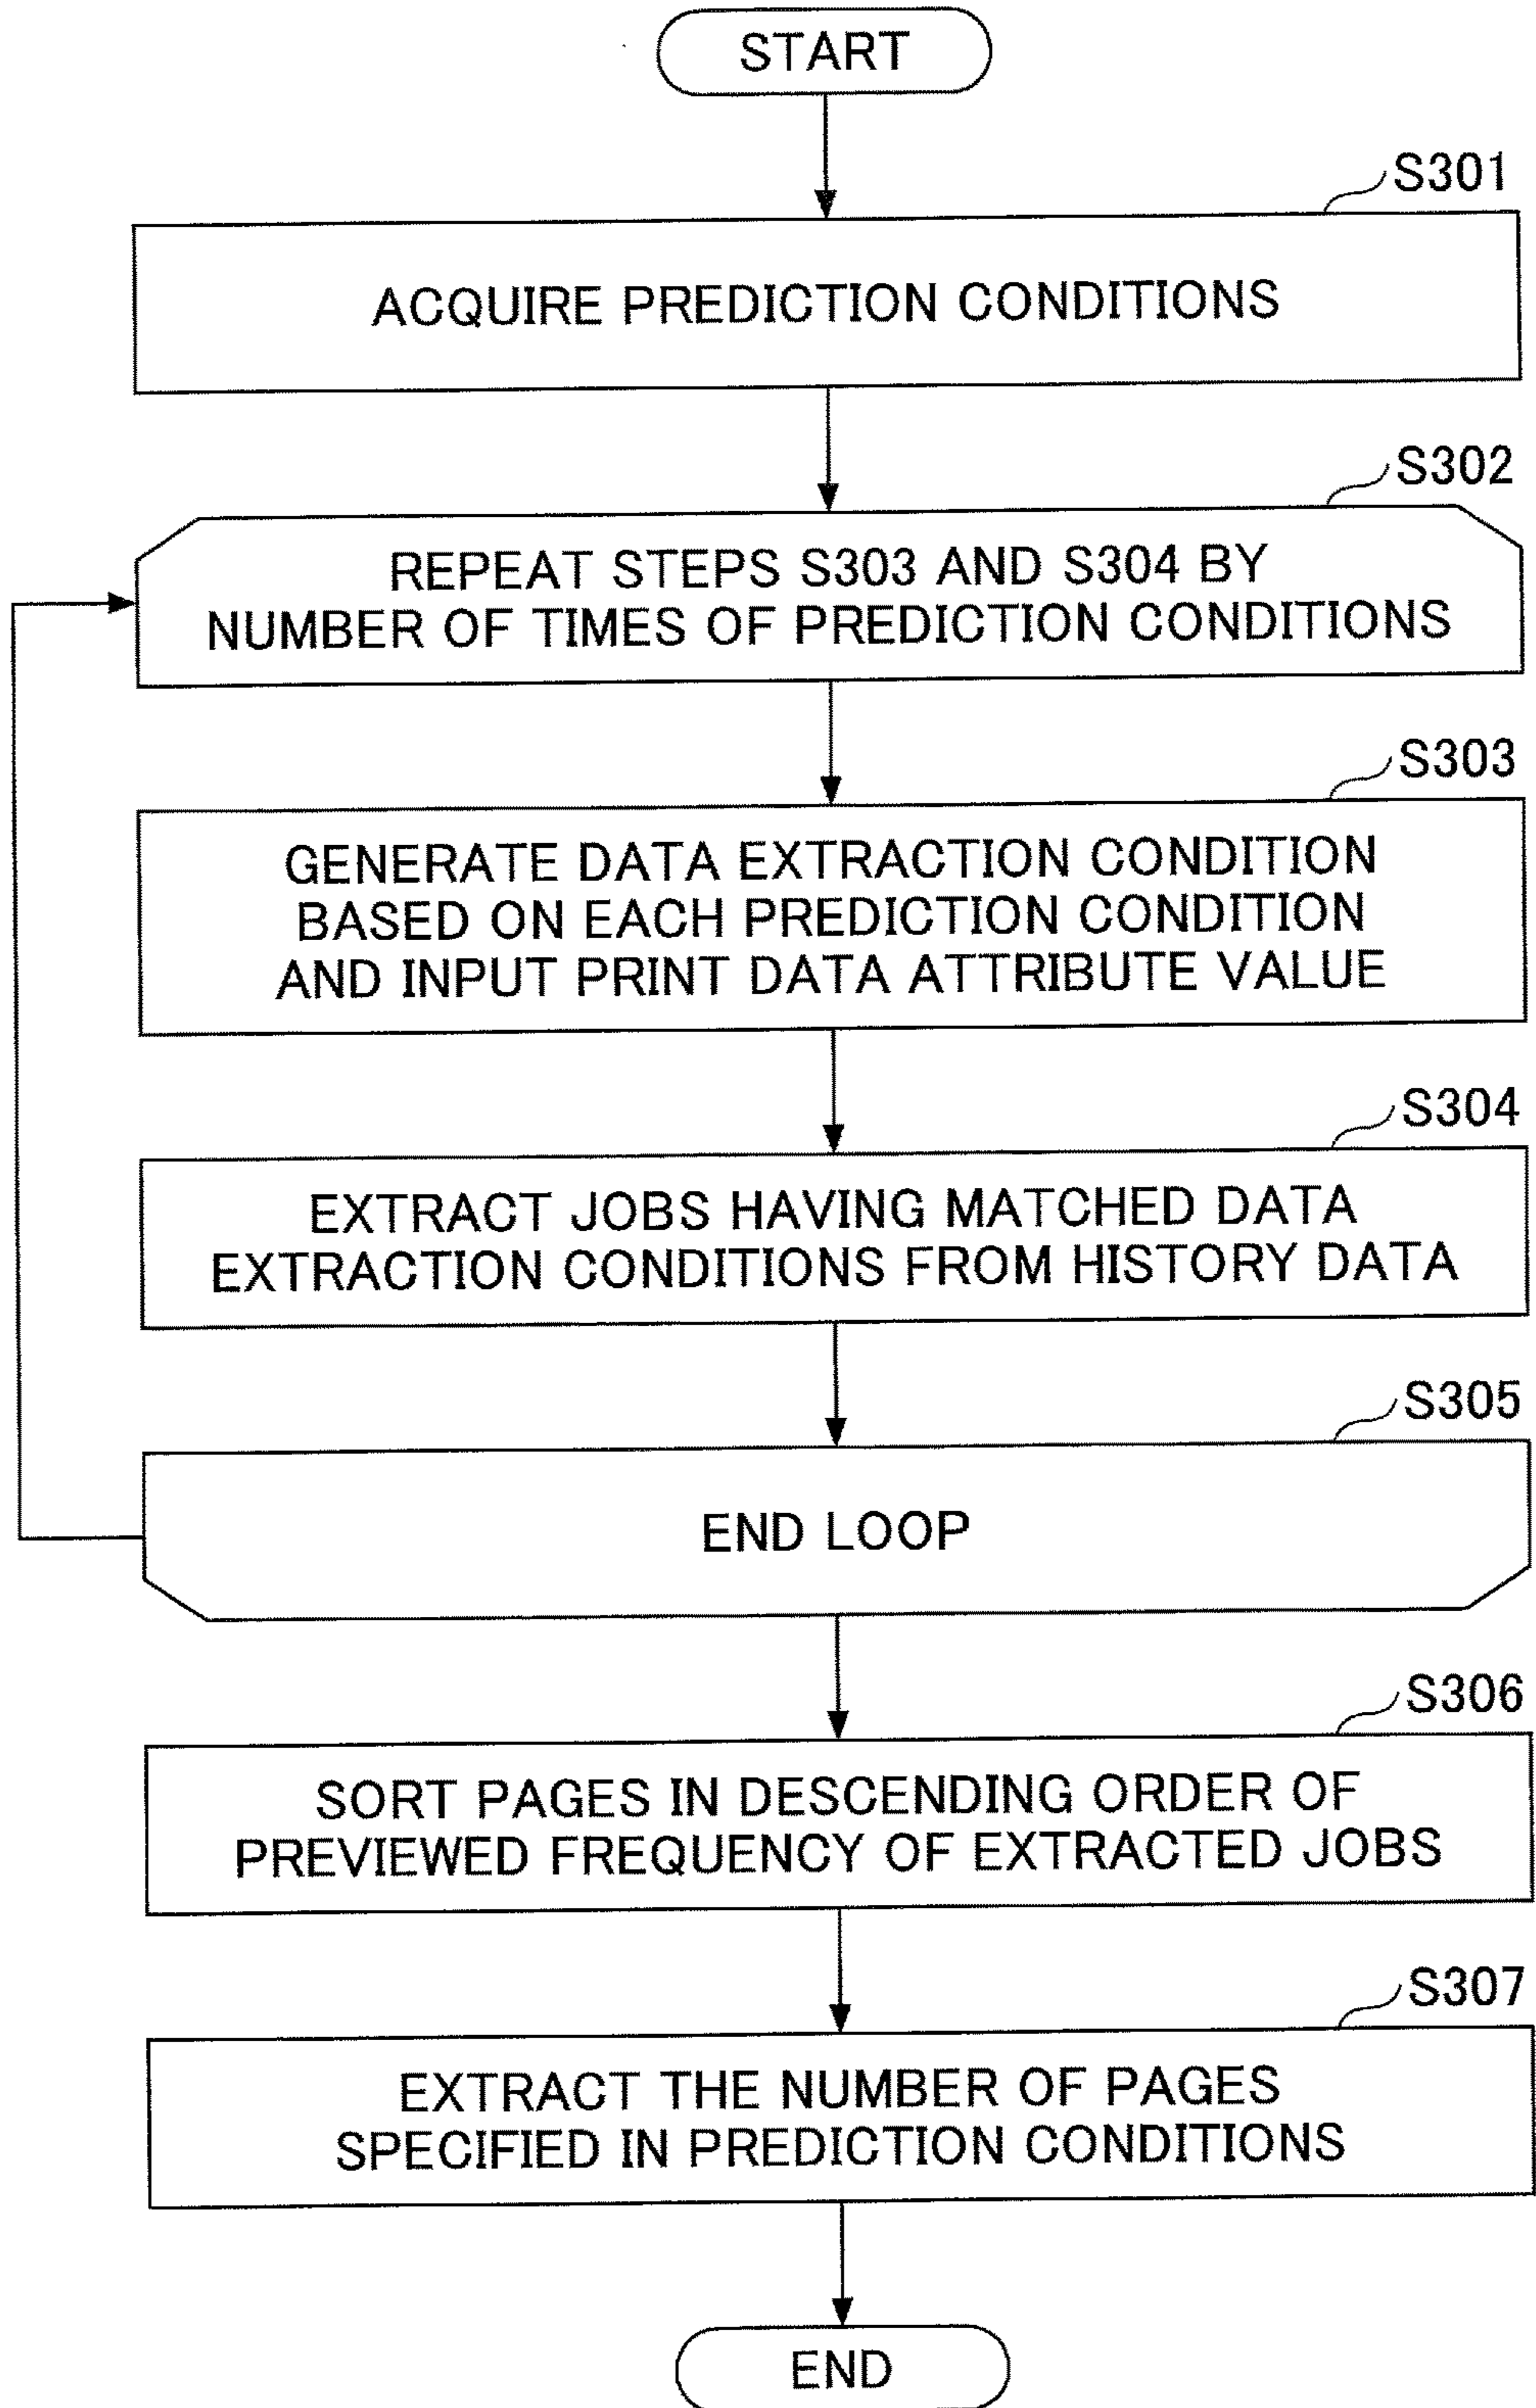 START
S301
ACQUIRE PREDICTION CONDITIONS
S302
REPEAT STEPS S303 AND S304 BY
NUMBER OF TIMES OF PREDICTION CONDITIONS
S303
GENERATE DATA EXTRACTION CONDITION
BASED ON EACH PREDICTION CONDITION
AND INPUT PRINT DATA ATTRIBUTE VALUE
S304
EXTRACT JOBS HAVING MATCHED DATA
EXTRACTION CONDITIONS FROM HISTORY DATA
S305
END LOOP
S306
SORT PAGES IN DESCENDING ORDER OF
PREVIEWED FREQUENCY OF EXTRACTED JOBS
S307
EXTRACT THE NUMBER OF PAGES
SPECIFIED IN PREDICTION CONDITIONS
END